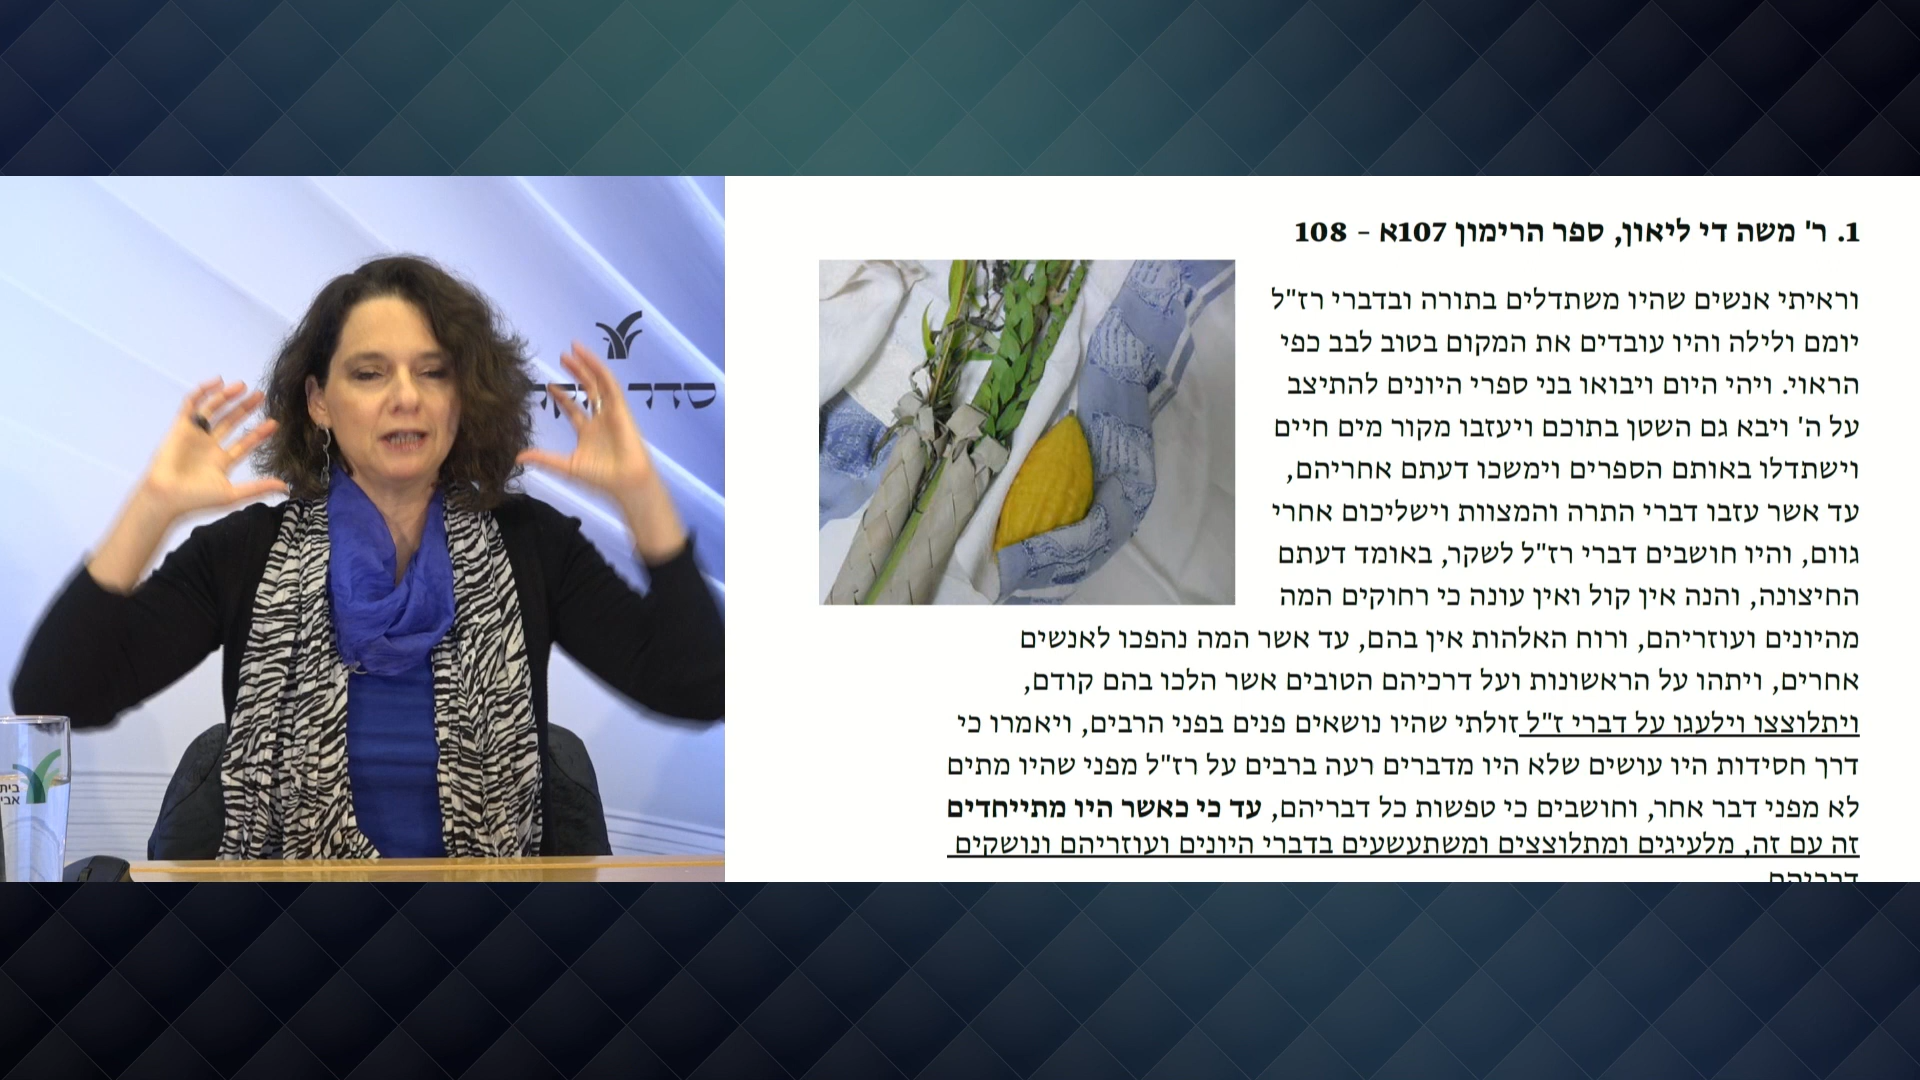 1. ר' משה די ליאון, ספר הרימון 107א - 108
וראיתי אנשים שהיו משתדלים בתורה ובדברי רז"ל
יומם ולילה והיו עובדים את המקום בטוב לבב כפי
הראוי. ויהי היום ויבואו בני ספרי היונים להתיצב
על ה' ויבא גם השטן בתוכם ויעזבו מקור מים חיים
וישתדלו באותם הספרים וימשכו דעתם אחריהם,
עד אשר עזבו דברי התרה והמצוות וישליכום אחרי
גוום, והיו חושבים דברי רז"ל לשקר, באומד דעתם
החיצונה, והנה אין קול ואין עונה כי רחוקים המה
מהיונים ועוזריהם, ורוח האלהות אין בהם, עד אשר המה נהפכו לאנשים
אחרים, ויתהו על הראשונות ועל דרכיהם הטובים אשר הלכו בהם קודם,
ויתלוצצו וילעגו על דברי ז"ל זולתי שהיו נושאים פנים בפני הרבים, ויאמרו כי
דרך חסידות היו עושים שלא היו מדברים רעה ברבים על רז"ל מפני שהיו מתים
לא מפני דבר אחר, וחושבים כי טפשות כל דבריהם, עד כי כאשר היו מתייחדים
זה עם זה, מלעיגים ומתלוצצים ומשתעשעים בדברי היונים ועוזריהם ונושקים
דבריהם
סדר
בית
אבי